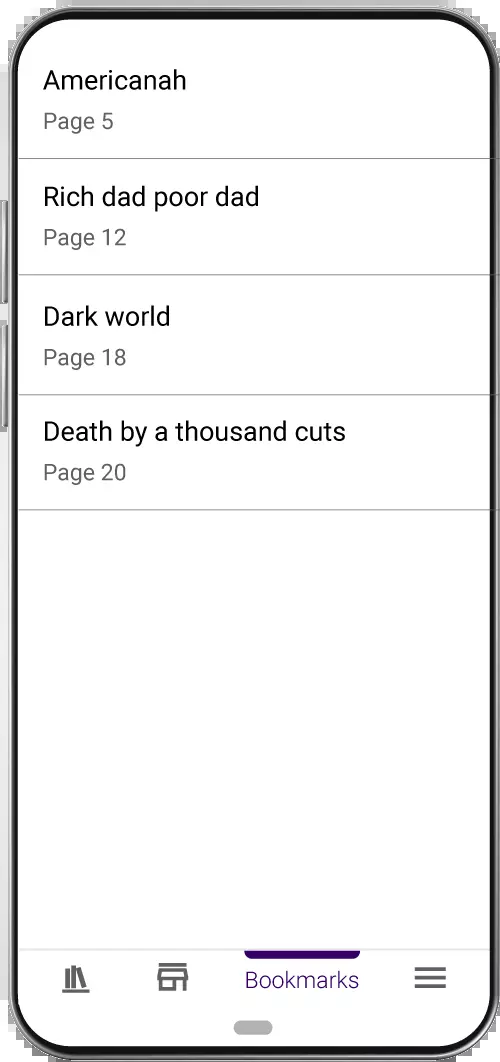 Americanah
Page 5
Rich dad poor dad
Page 12
Dark world
Page 18
Death by a thousand cuts
Page 20
Bookmarks